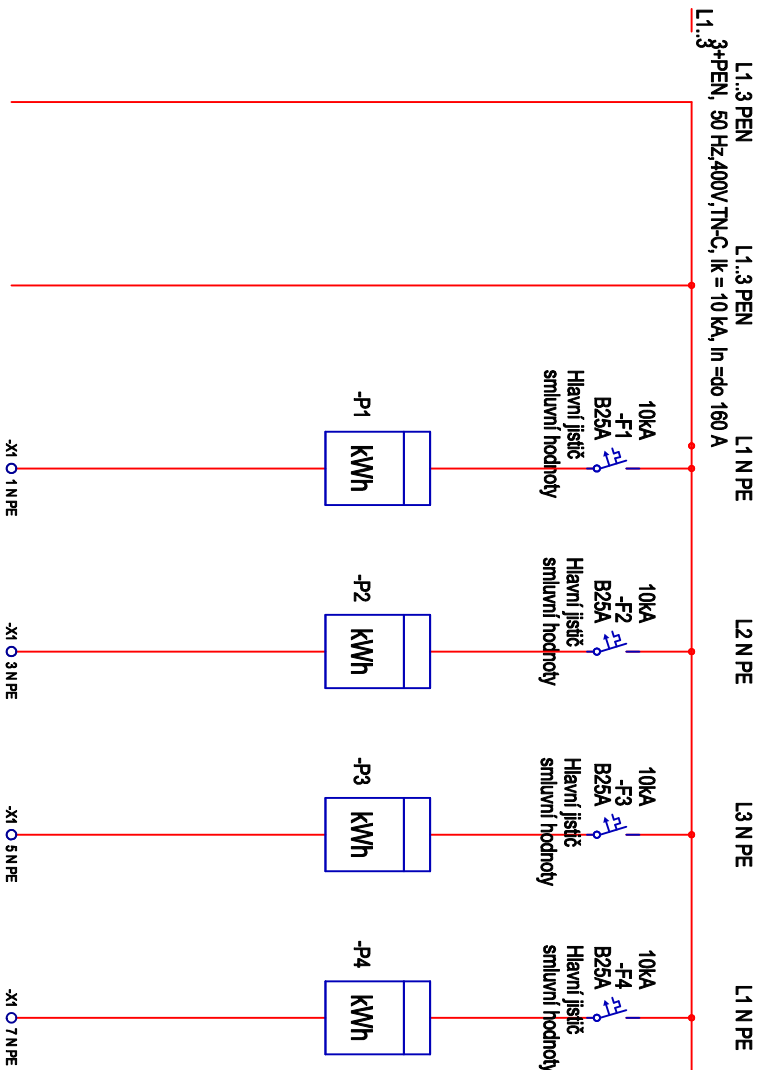 L1..3 PEN
L1..3 PEN
L1 N PE
L2 N PE
L3 N PE
L1 N PE
3+PEN, 50 Hz,400V,TN-C, Ik = 10 kA, In =do 160 A
L1..3
10kA
-F1
B25A
Hlavní jistič
smluvní hodnoty
10kA
-F2
B25A
Hlavní jistič
smluvní hodnoty
10kA
-F3
B25A
Hlavní jistič
smluvní hodnoty
10kA
-F4
B25A
Hlavní jistič
smluvní hodnoty
-P1
kWh
-P2
kWh
-P3
kWh
-P4
kWh
-X1
1 N PE
-X1
3 N PE
-X1
5 N PE
-X1
7 N PE